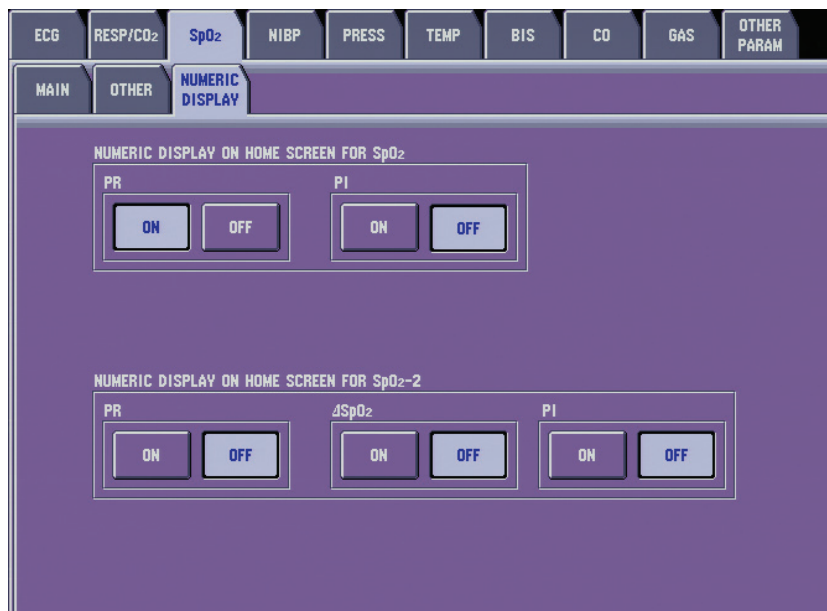 ECG RESP/CO₂ SpO₂ NIBP PRESS TEMP BIS CO GAS OTHER PARAM
MAIN OTHER NUMERIC DISPLAY
NUMERIC DISPLAY ON HOME SCREEN FOR SpO₂
PR PI
ON OFF ON OFF
NUMERIC DISPLAY ON HOME SCREEN FOR SpO₂-2
PR ΔSpO₂ PI
ON OFF ON OFF ON OFF